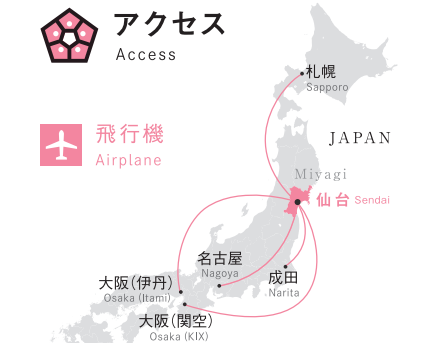 アクセス
Access
札幌
Sapporo
飛行機
Airplane
JAPAN
Miyagi
仙台 Sendai
名古屋
Nagoya
成田
Narita
大阪(伊丹)
Osaka (Itami)
大阪(関空)
Osaka (KIX)